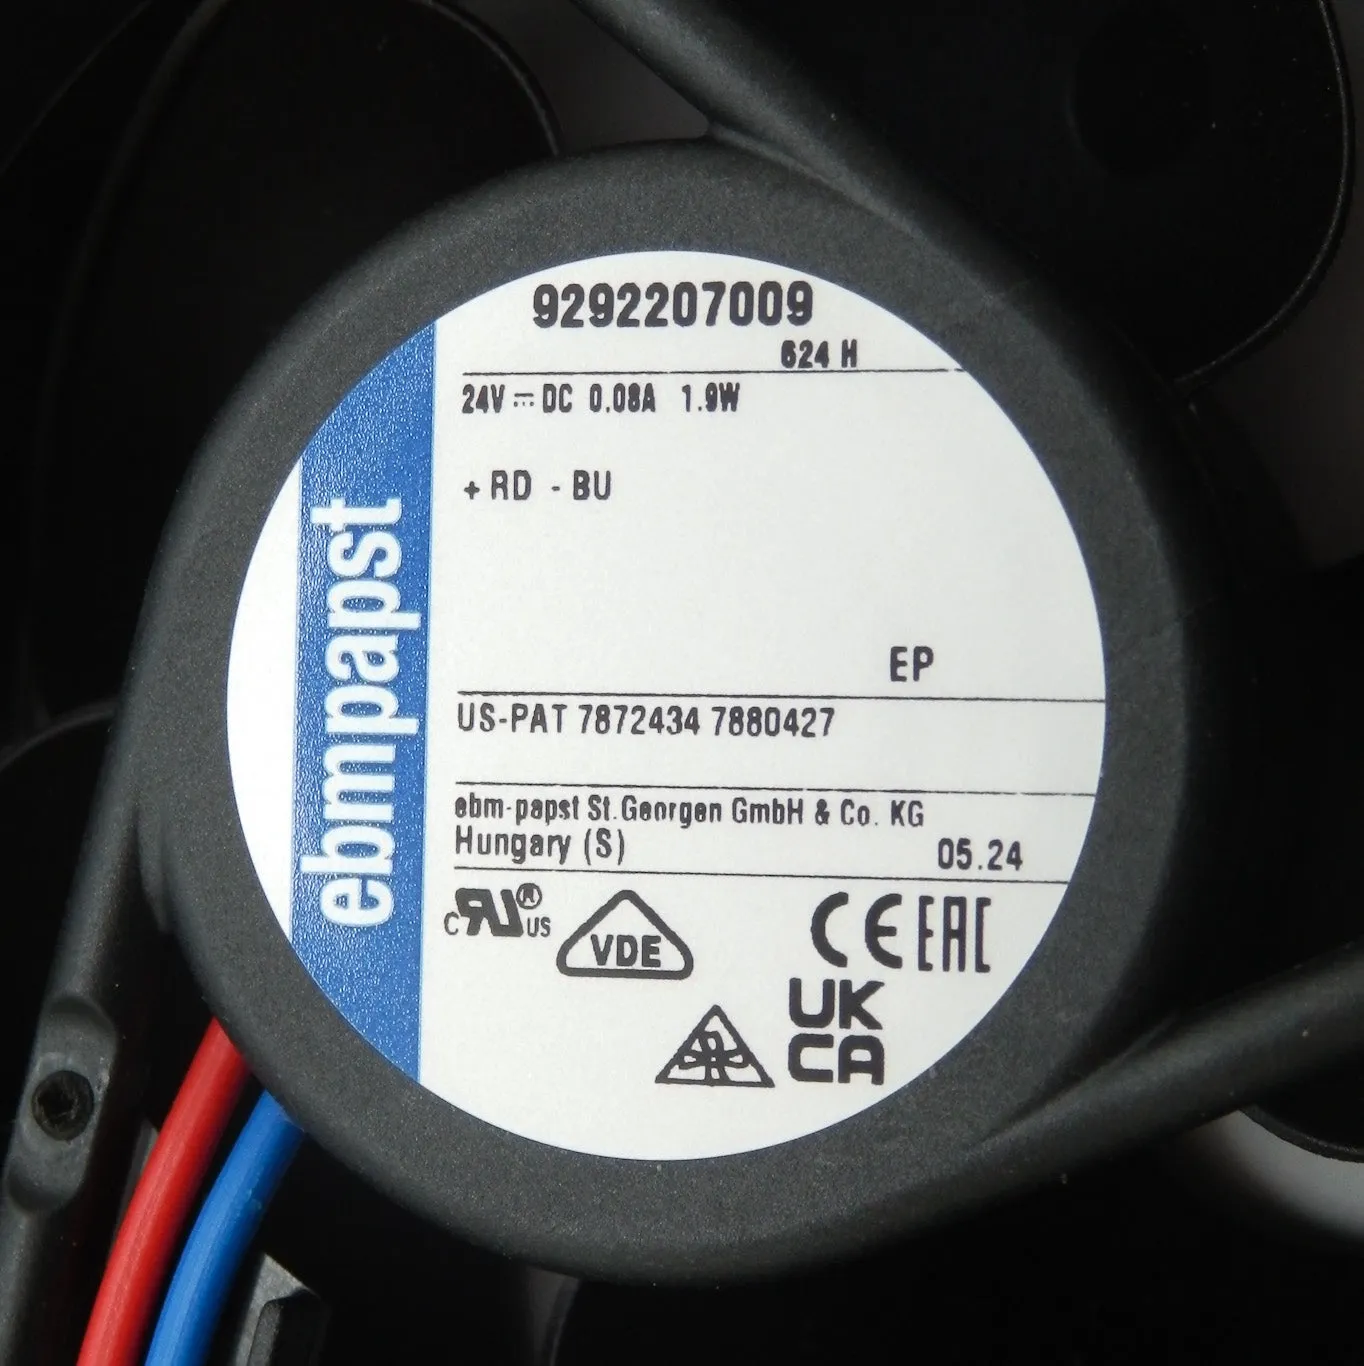 9292207009
624 H
24V ⎓ DC 0.08A 1.9W
+ RD - BU
EP
US-PAT 7872434 7880427
ebm-papst St.Georgen GmbH & Co. KG
Hungary (S)
05.24
ebmpapst
c RU ® US
VDE
CE EAC
UK
CA